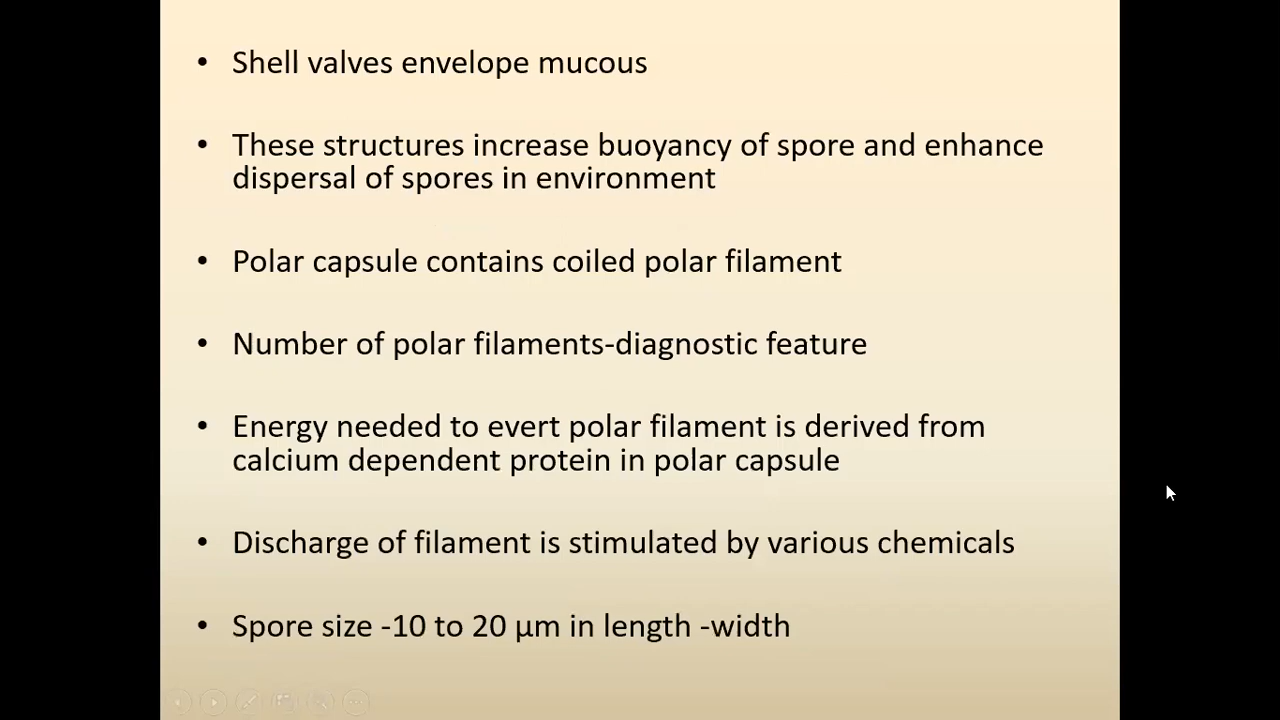 • Shell valves envelope mucous
• These structures increase buoyancy of spore and enhance
dispersal of spores in environment
• Polar capsule contains coiled polar filament
• Number of polar filaments-diagnostic feature
• Energy needed to evert polar filament is derived from
calcium dependent protein in polar capsule
• Discharge of filament is stimulated by various chemicals
• Spore size -10 to 20 µm in length -width